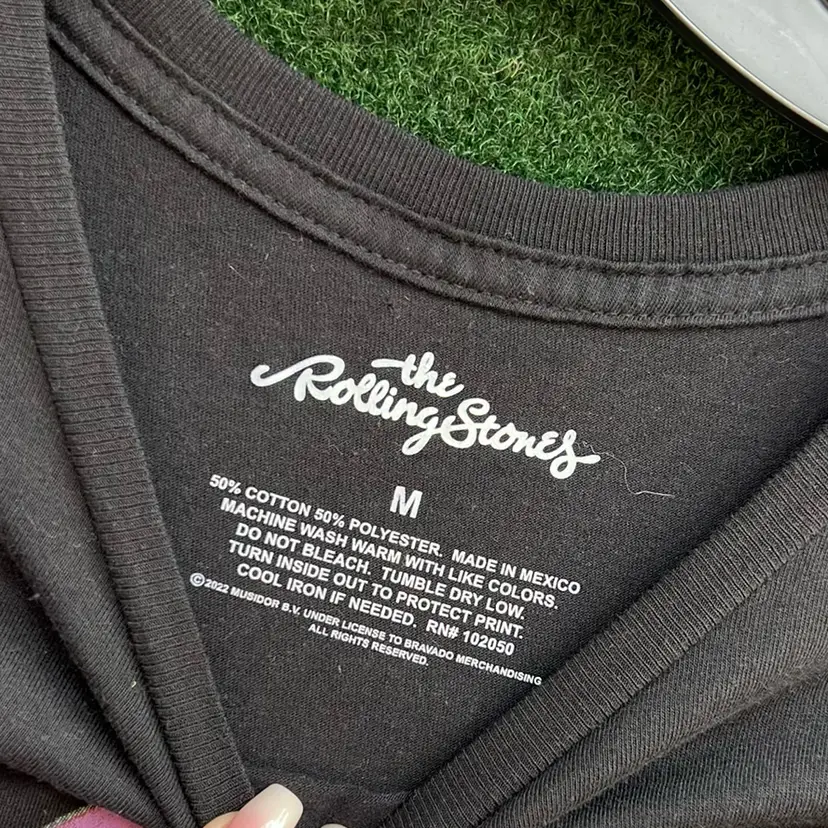 the
Rolling Stones
M
50% COTTON 50% POLYESTER. MADE IN MEXICO
MACHINE WASH WARM WITH LIKE COLORS.
DO NOT BLEACH. TUMBLE DRY LOW.
TURN INSIDE OUT TO PROTECT PRINT.
COOL IRON IF NEEDED. RN# 102050
©2022 MUSIDOR B.V. UNDER LICENSE TO BRAVADO MERCHANDISING
ALL RIGHTS RESERVED.